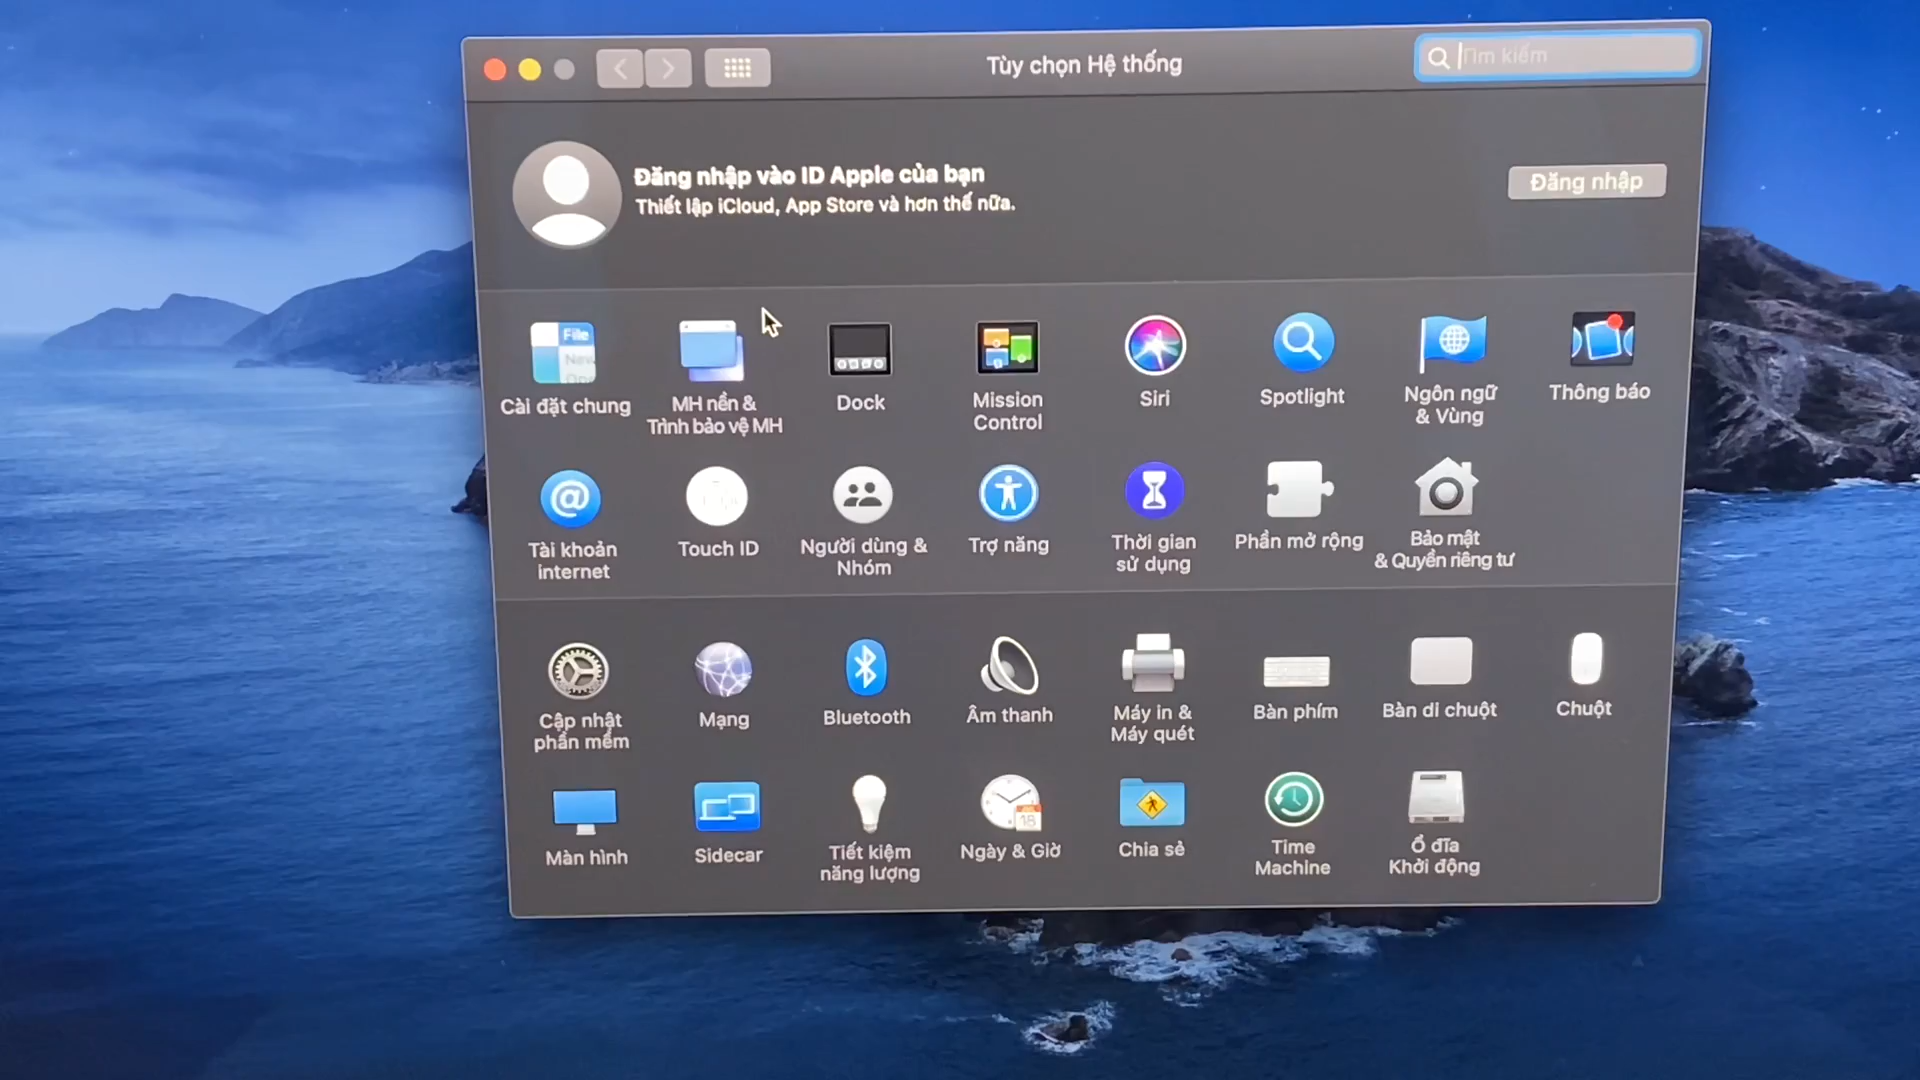 Tùy chọn Hệ thống
Tìm kiếm
Đăng nhập vào ID Apple của bạn
Thiết lập iCloud, App Store và hơn thế nữa.
Đăng nhập
File
New
Cài đặt chung
MH nền &
Trình bảo vệ MH
Dock
Mission
Control
Siri
Spotlight
Ngôn ngữ
& Vùng
Thông báo
@
Tài khoản
internet
Touch ID
Người dùng &
Nhóm
Trợ năng
Thời gian
sử dụng
Phần mở rộng
Bảo mật
& Quyền riêng tư
Cập nhật
phần mềm
Mạng
Bluetooth
Âm thanh
Máy in &
Máy quét
Bàn phím
Bàn di chuột
Chuột
Màn hình
Sidecar
Tiết kiệm
năng lượng
18
Ngày & Giờ
Chia sẻ
Time
Machine
Ổ đĩa
Khởi động